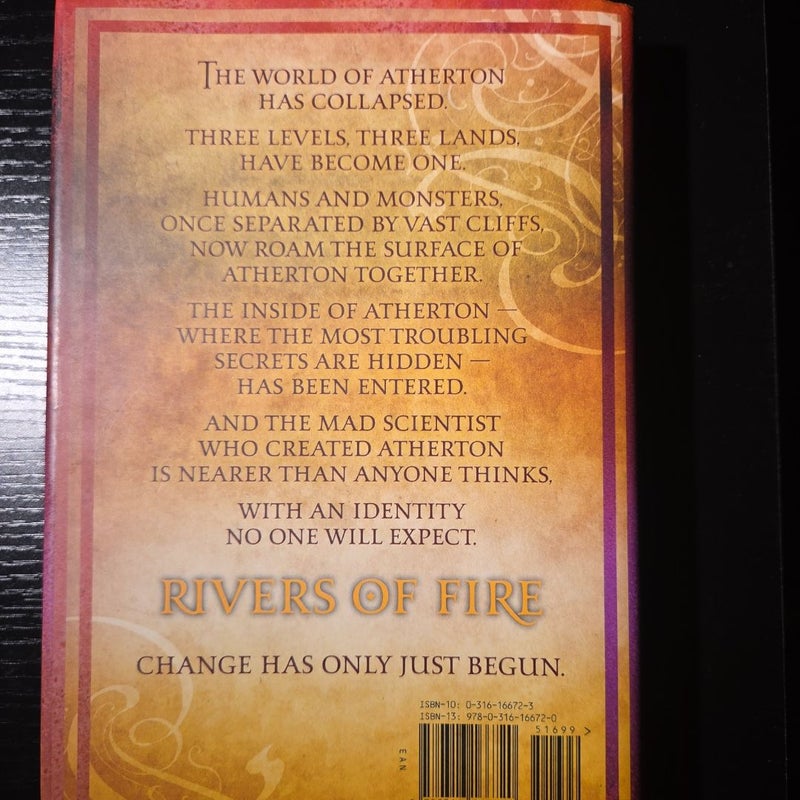 THE WORLD OF ATHERTON
HAS COLLAPSED.
THREE LEVELS, THREE LANDS,
HAVE BECOME ONE.
HUMANS AND MONSTERS,
ONCE SEPARATED BY VAST CLIFFS,
NOW ROAM THE SURFACE OF
ATHERTON TOGETHER.
THE INSIDE OF ATHERTON —
WHERE THE MOST TROUBLING
SECRETS ARE HIDDEN —
HAS BEEN ENTERED.
AND THE MAD SCIENTIST
WHO CREATED ATHERTON
IS NEARER THAN ANYONE THINKS,
WITH AN IDENTITY
NO ONE WILL EXPECT.
RIVERS OF FIRE
CHANGE HAS ONLY JUST BEGUN.
ISBN-10: 0-316-16672-3
ISBN-13: 978-0-316-16672-0
51699 >
EAN